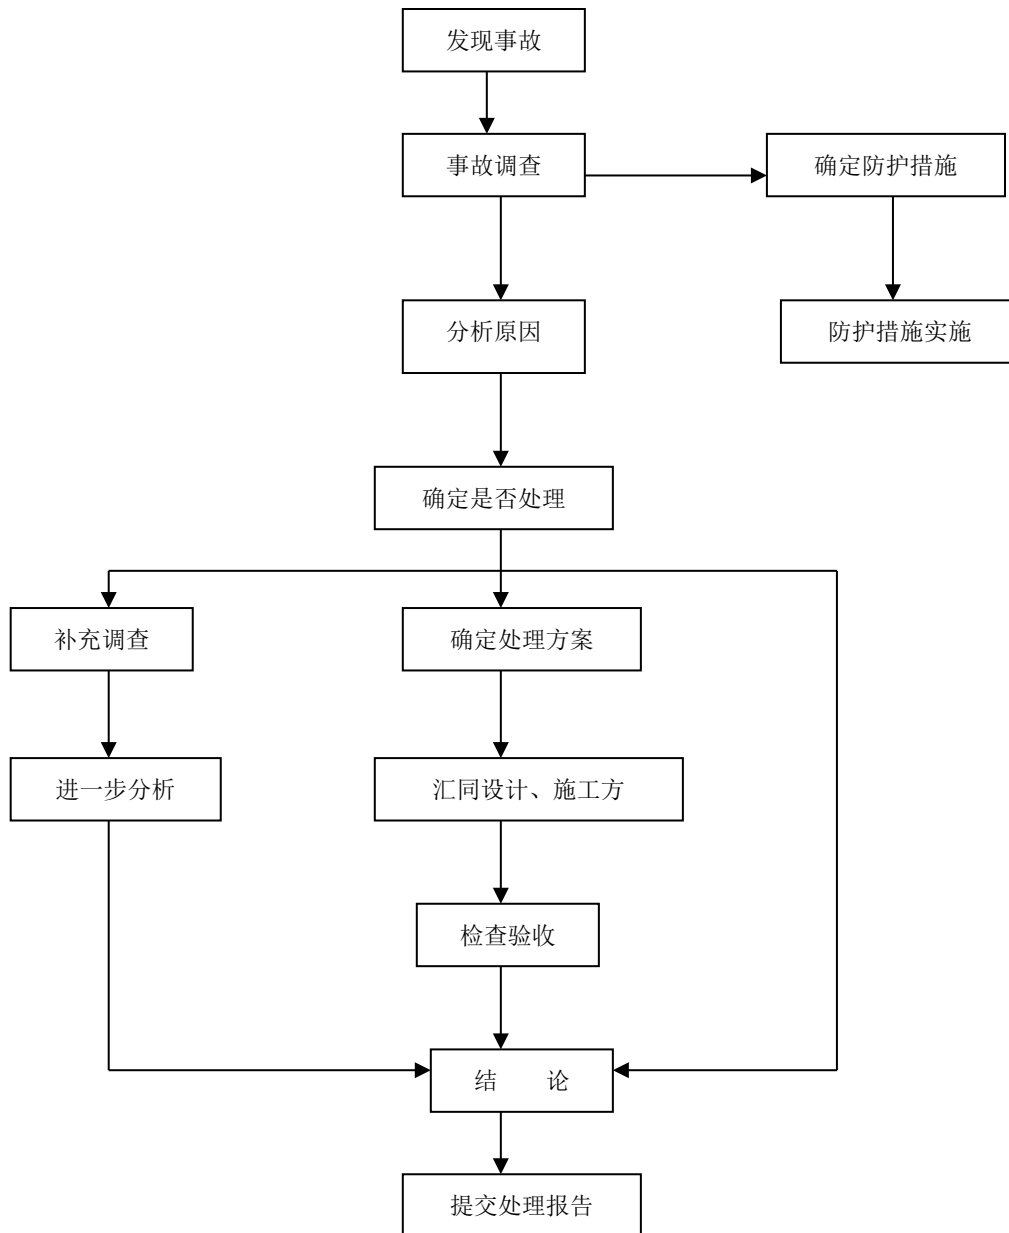 发现事故
事故调查
确定防护措施
分析原因
防护措施实施
确定是否处理
补充调查
确定处理方案
进一步分析
汇同设计、施工方
检查验收
结　　论
提交处理报告